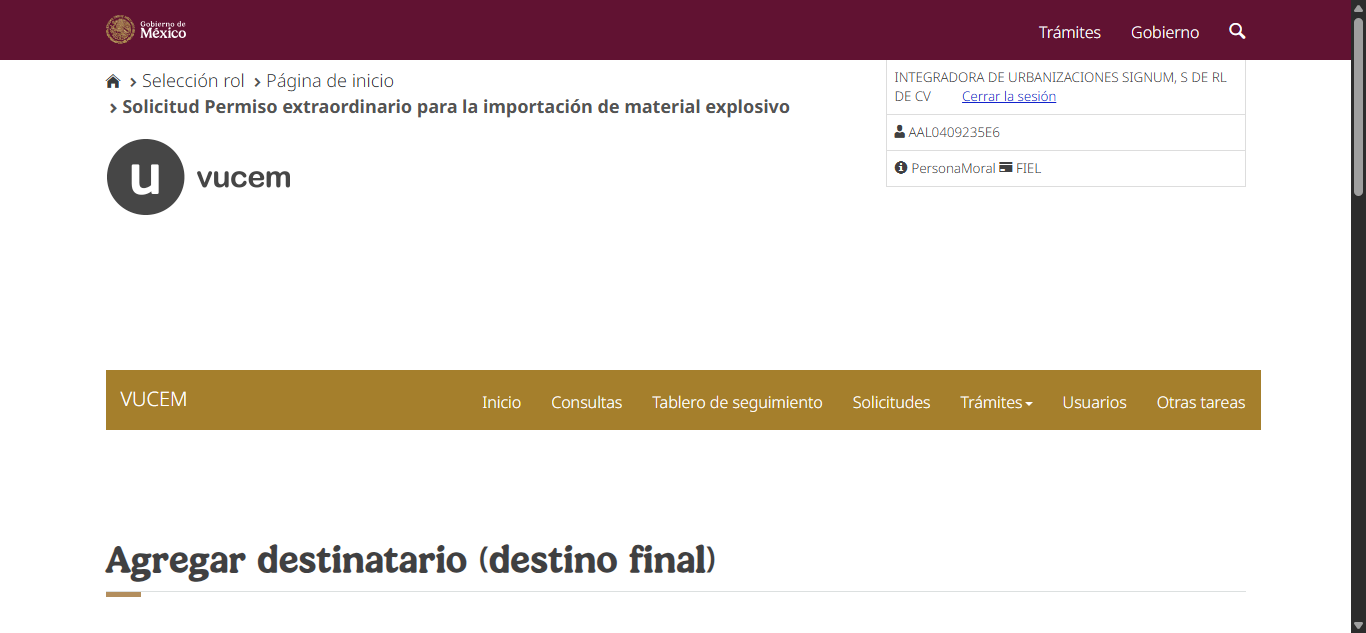 Gobierno de
México
Trámites Gobierno
Selección rol Página de inicio
Solicitud Permiso extraordinario para la importación de material explosivo
INTEGRADORA DE URBANIZACIONES SIGNUM, S DE RL
DE CV Cerrar la sesión
AAL0409235E6
PersonaMoral FIEL
u vucem
VUCEM Inicio Consultas Tablero de seguimiento Solicitudes Trámites Usuarios Otras tareas
Agregar destinatario (destino final)